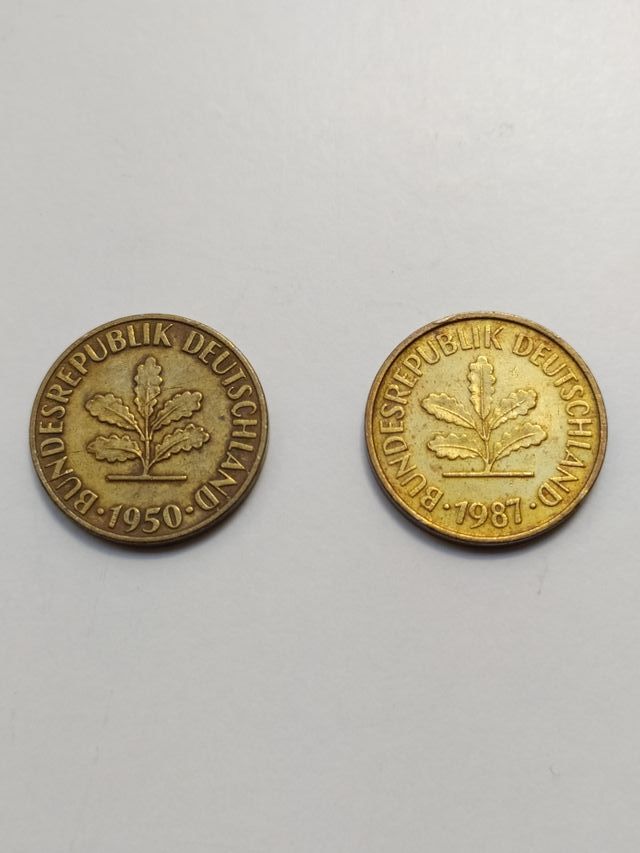 BUNDESREPUBLIK DEUTSCHLAND
· 1950 ·
BUNDESREPUBLIK DEUTSCHLAND
· 1987 ·